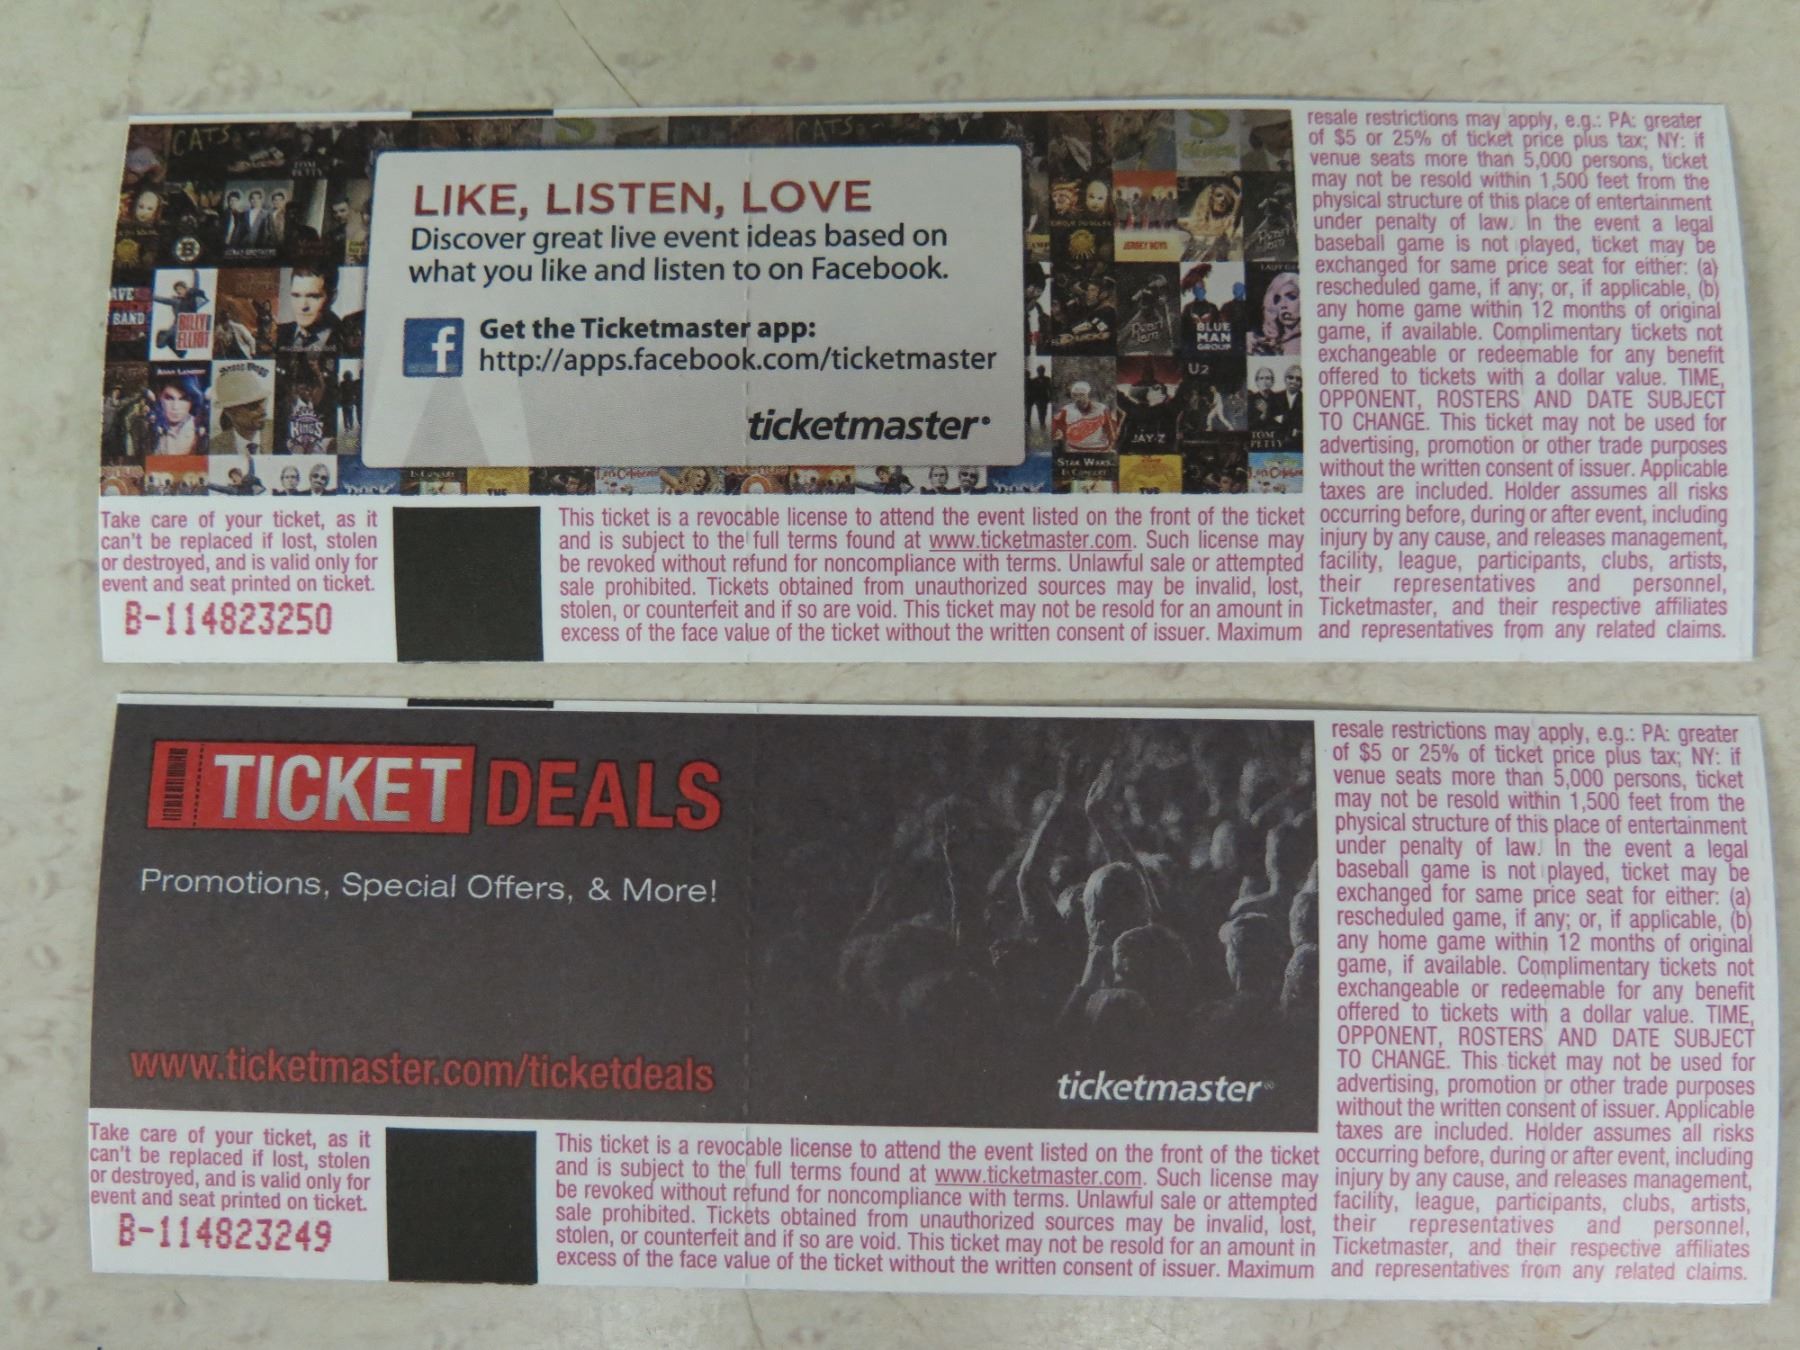 CATS
CATS
LIKE, LISTEN, LOVE
Discover great live event ideas based on
what you like and listen to on Facebook.
f Get the Ticketmaster app:
http://apps.facebook.com/ticketmaster
ticketmaster
JERSEY BOYS
BAND
BILLY
ELLIOT
Pearl
Jam
BLUE
MAN
GROUP
U2
KINGS
JAY-Z
TOM
PETTY
STAR WARS
IN CONCERT
THE
THE
Take care of your ticket, as it
can't be replaced if lost, stolen
or destroyed, and is valid only for
event and seat printed on ticket.
B-114823250
This ticket is a revocable license to attend the event listed on the front of the ticket
and is subject to the full terms found at www.ticketmaster.com. Such license may
be revoked without refund for noncompliance with terms. Unlawful sale or attempted
sale prohibited. Tickets obtained from unauthorized sources may be invalid, lost,
stolen, or counterfeit and if so are void. This ticket may not be resold for an amount in
excess of the face value of the ticket without the written consent of issuer. Maximum
resale restrictions may apply, e.g.: PA: greater
of $5 or 25% of ticket price plus tax; NY: if
venue seats more than 5,000 persons, ticket
may not be resold within 1,500 feet from the
physical structure of this place of entertainment
under penalty of law. In the event a legal
baseball game is not played, ticket may be
exchanged for same price seat for either: (a)
rescheduled game, if any; or, if applicable, (b)
any home game within 12 months of original
game, if available. Complimentary tickets not
exchangeable or redeemable for any benefit
offered to tickets with a dollar value. TIME,
OPPONENT, ROSTERS AND DATE SUBJECT
TO CHANGE. This ticket may not be used for
advertising, promotion or other trade purposes
without the written consent of issuer. Applicable
taxes are included. Holder assumes all risks
occurring before, during or after event, including
injury by any cause, and releases management,
facility, league, participants, clubs, artists,
their representatives and personnel,
Ticketmaster, and their respective affiliates
and representatives from any related claims.
TICKET DEALS
Promotions, Special Offers, & More!
www.ticketmaster.com/ticketdeals
ticketmaster
Take care of your ticket, as it
can't be replaced if lost, stolen
or destroyed, and is valid only for
event and seat printed on ticket.
B-114823249
This ticket is a revocable license to attend the event listed on the front of the ticket
and is subject to the full terms found at www.ticketmaster.com. Such license may
be revoked without refund for noncompliance with terms. Unlawful sale or attempted
sale prohibited. Tickets obtained from unauthorized sources may be invalid, lost,
stolen, or counterfeit and if so are void. This ticket may not be resold for an amount in
excess of the face value of the ticket without the written consent of issuer. Maximum
resale restrictions may apply, e.g.: PA: greater
of $5 or 25% of ticket price plus tax; NY: if
venue seats more than 5,000 persons, ticket
may not be resold within 1,500 feet from the
physical structure of this place of entertainment
under penalty of law. In the event a legal
baseball game is not played, ticket may be
exchanged for same price seat for either: (a)
rescheduled game, if any; or, if applicable, (b)
any home game within 12 months of original
game, if available. Complimentary tickets not
exchangeable or redeemable for any benefit
offered to tickets with a dollar value. TIME,
OPPONENT, ROSTERS AND DATE SUBJECT
TO CHANGE. This ticket may not be used for
advertising, promotion or other trade purposes
without the written consent of issuer. Applicable
taxes are included. Holder assumes all risks
occurring before, during or after event, including
injury by any cause, and releases management,
facility, league, participants, clubs, artists,
their representatives and personnel,
Ticketmaster, and their respective affiliates
and representatives from any related claims.